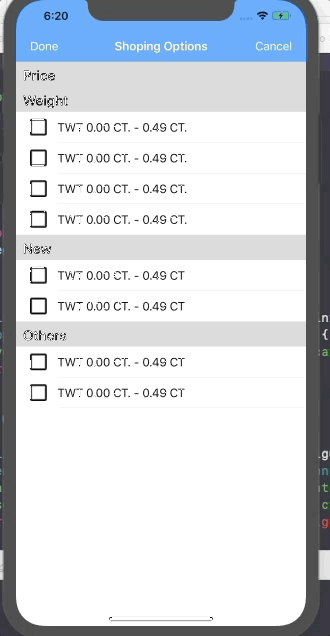 6:20
Done Shoping Options Cancel
Price
Weight
TWT 0.00 CT. - 0.49 CT.
TWT 0.00 CT. - 0.49 CT.
TWT 0.00 CT. - 0.49 CT.
TWT 0.00 CT. - 0.49 CT.
New
TWT 0.00 CT. - 0.49 CT
TWT 0.00 CT. - 0.49 CT
Others
TWT 0.00 CT. - 0.49 CT
TWT 0.00 CT. - 0.49 CT